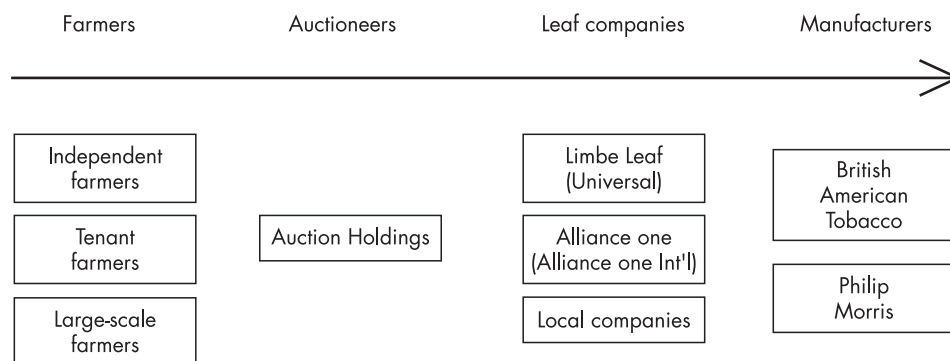 Farmers
Auctioneers
Leaf companies
Manufacturers
Independent
farmers
Tenant
farmers
Large-scale
farmers
Auction Holdings
Limbe Leaf
(Universal)
Alliance one
(Alliance one Int'l)
Local companies
British
American
Tobacco
Philip
Morris